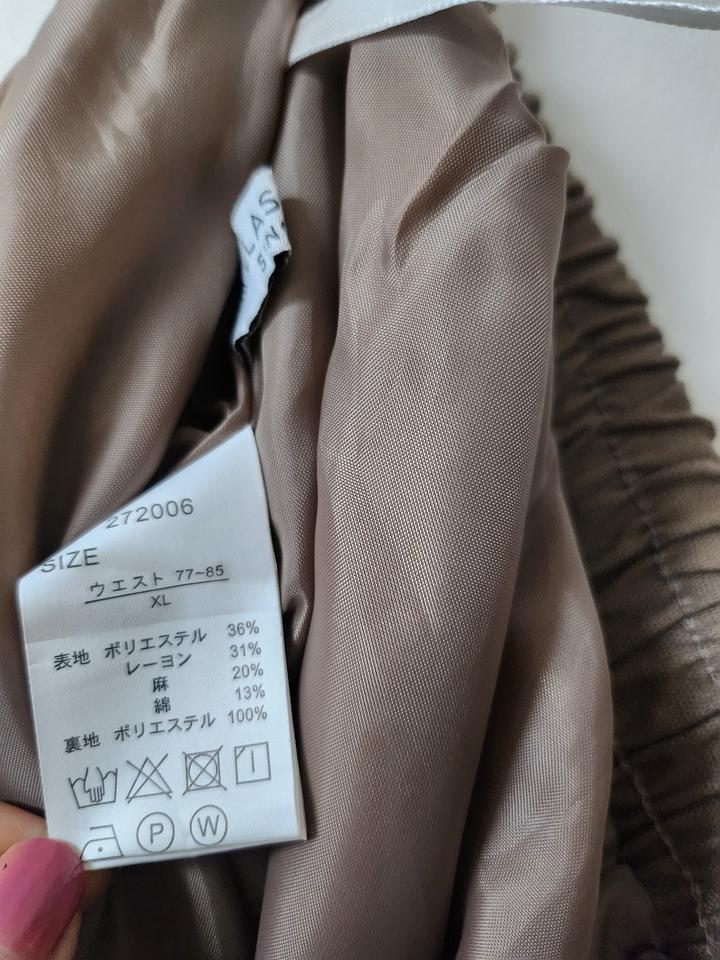 272006
SIZE
ウエスト 77~85
XL
表地 ポリエステル 36%
レーヨン 31%
麻 20%
綿 13%
裏地 ポリエステル 100%
P W